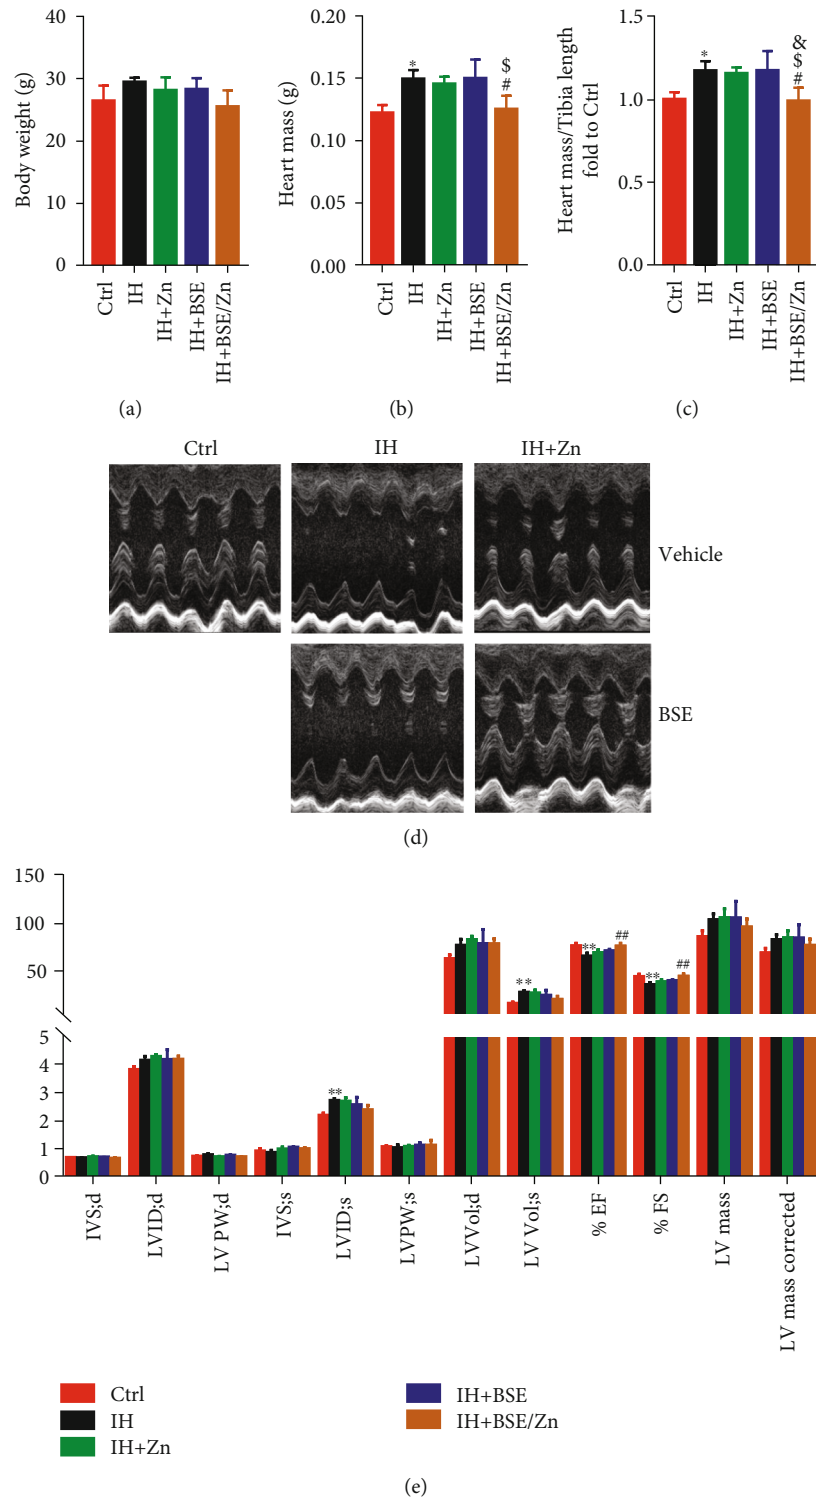 Body weight (g)
40
30
20
10
0
Ctrl
IH
IH+Zn
IH+BSE
IH+BSE/Zn
(a)
Heart mass (g)
0.20
0.15
0.10
0.05
0.00
*
$
#
Ctrl
IH
IH+Zn
IH+BSE
IH+BSE/Zn
(b)
Heart mass/Tibia length
fold to Ctrl
1.5
1.0
0.5
0.0
*
&
$
#
Ctrl
IH
IH+Zn
IH+BSE
IH+BSE/Zn
(c)
Ctrl IH IH+Zn
Vehicle
BSE
(d)
150
100
50
5
4
3
2
1
0
**
**
**
##
**
##
IVS;d
LVID;d
LV PW;d
IVS;s
LVID;s
LVPW;s
LVVol;d
LV Vol;s
% EF
% FS
LV mass
LV mass corrected
Ctrl
IH
IH+Zn
IH+BSE
IH+BSE/Zn
(e)